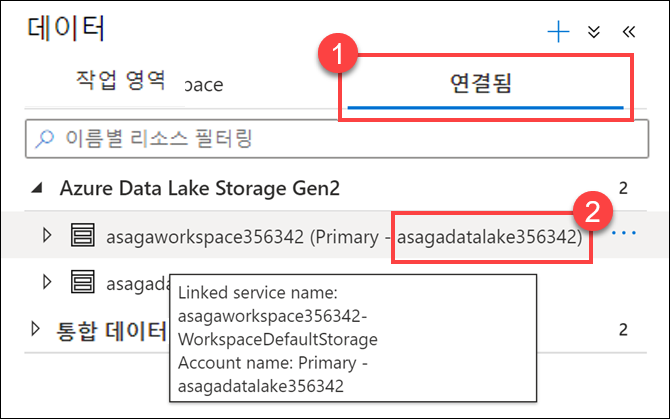 데이터
1
작업 영역 pace 연결됨
이름별 리소스 필터링
Azure Data Lake Storage Gen2 2
2
asagaworkspace356342 (Primary - asagadatalake356342) ...
asagada
Linked service name:
asagaworkspace356342-
WorkspaceDefaultStorage
Account name: Primary -
asagadatalake356342
통합 데이터 2